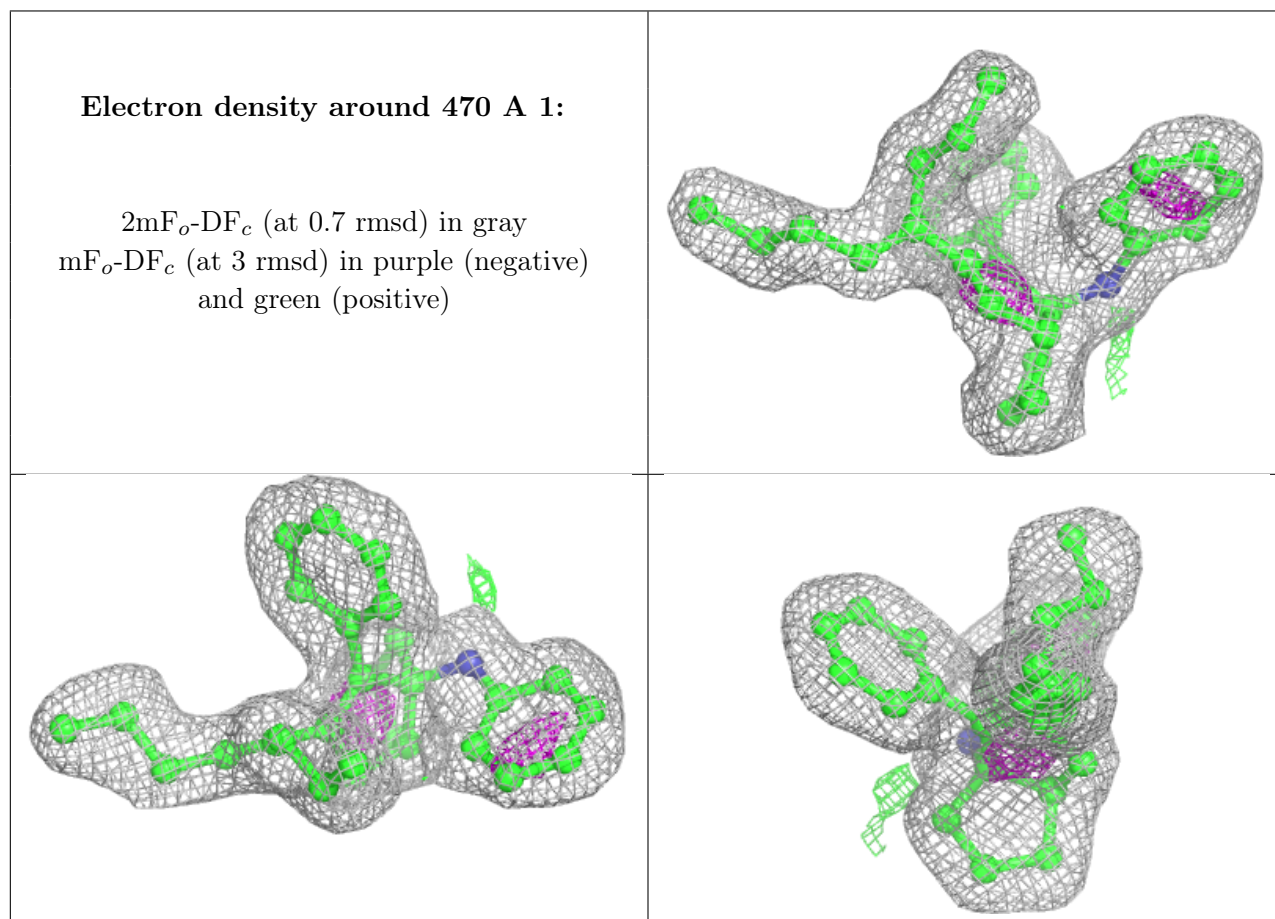 Electron density around 470 A 1:
2mFₒ-DF𝒸 (at 0.7 rmsd) in gray
mFₒ-DF𝒸 (at 3 rmsd) in purple (negative)
and green (positive)